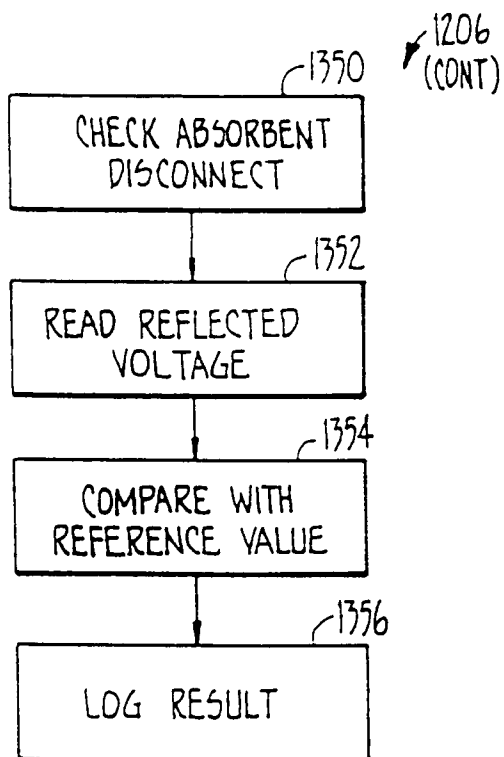 1206
(CONT)
1350
CHECK ABSORBENT
DISCONNECT
1352
READ REFLECTED
VOLTAGE
1354
COMPARE WITH
REFERENCE VALUE
1356
LOG RESULT